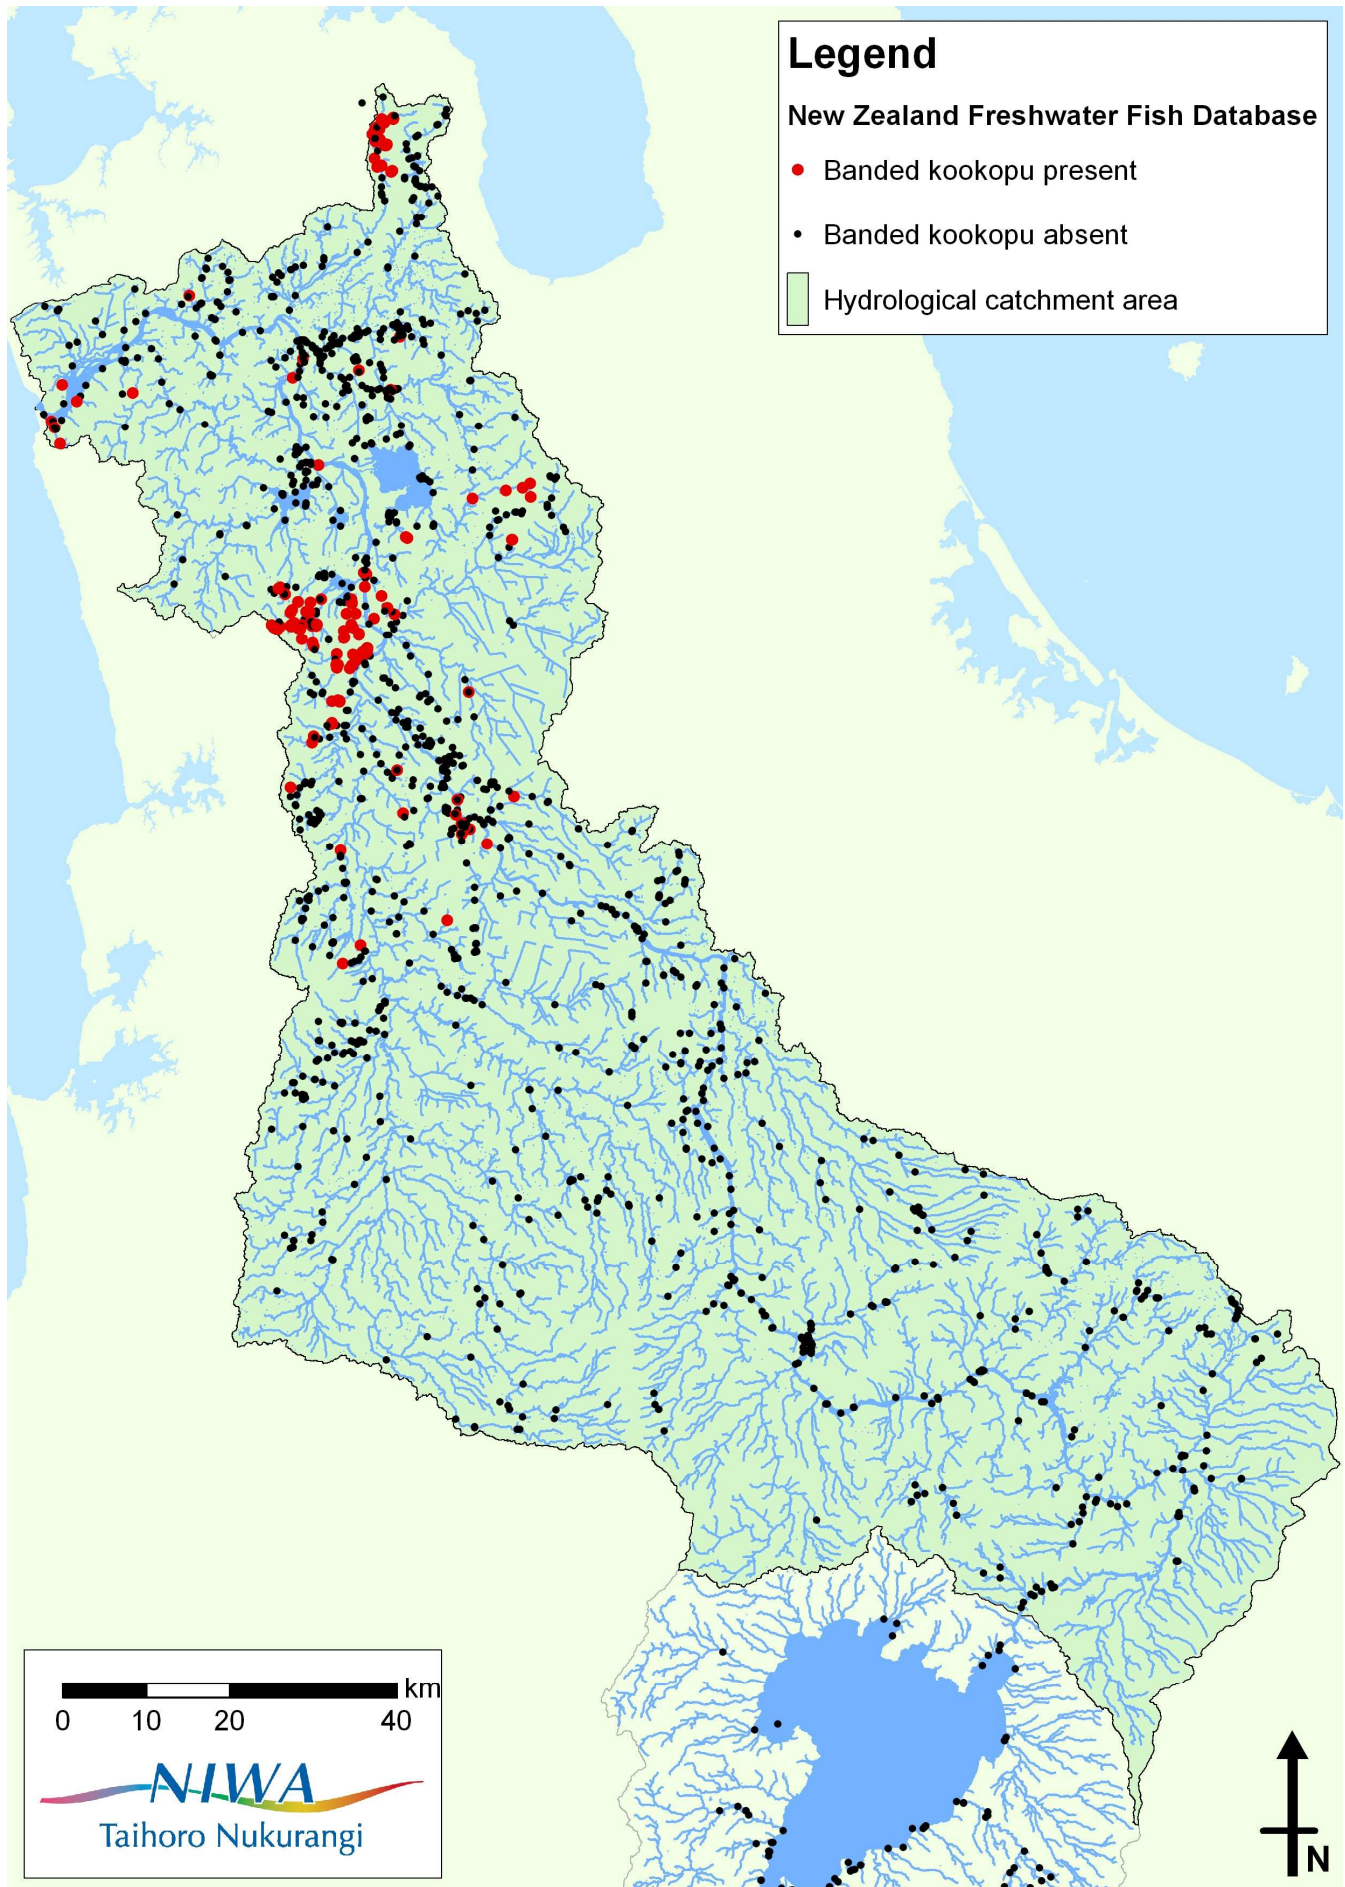 Legend
New Zealand Freshwater Fish Database
Banded kookopu present
Banded kookopu absent
Hydrological catchment area
km
0 10 20 40
NIWA
Taihoro Nukurangi
N